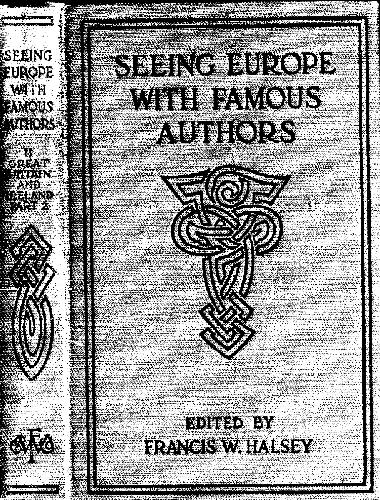 SEEING
EUROPE
WITH
FAMOUS
AUTHORS
II
GREAT
BRITAIN
AND
IRELAND
PART 2
SEEING EUROPE
WITH FAMOUS
AUTHORS
EDITED BY
FRANCIS W. HALSEY